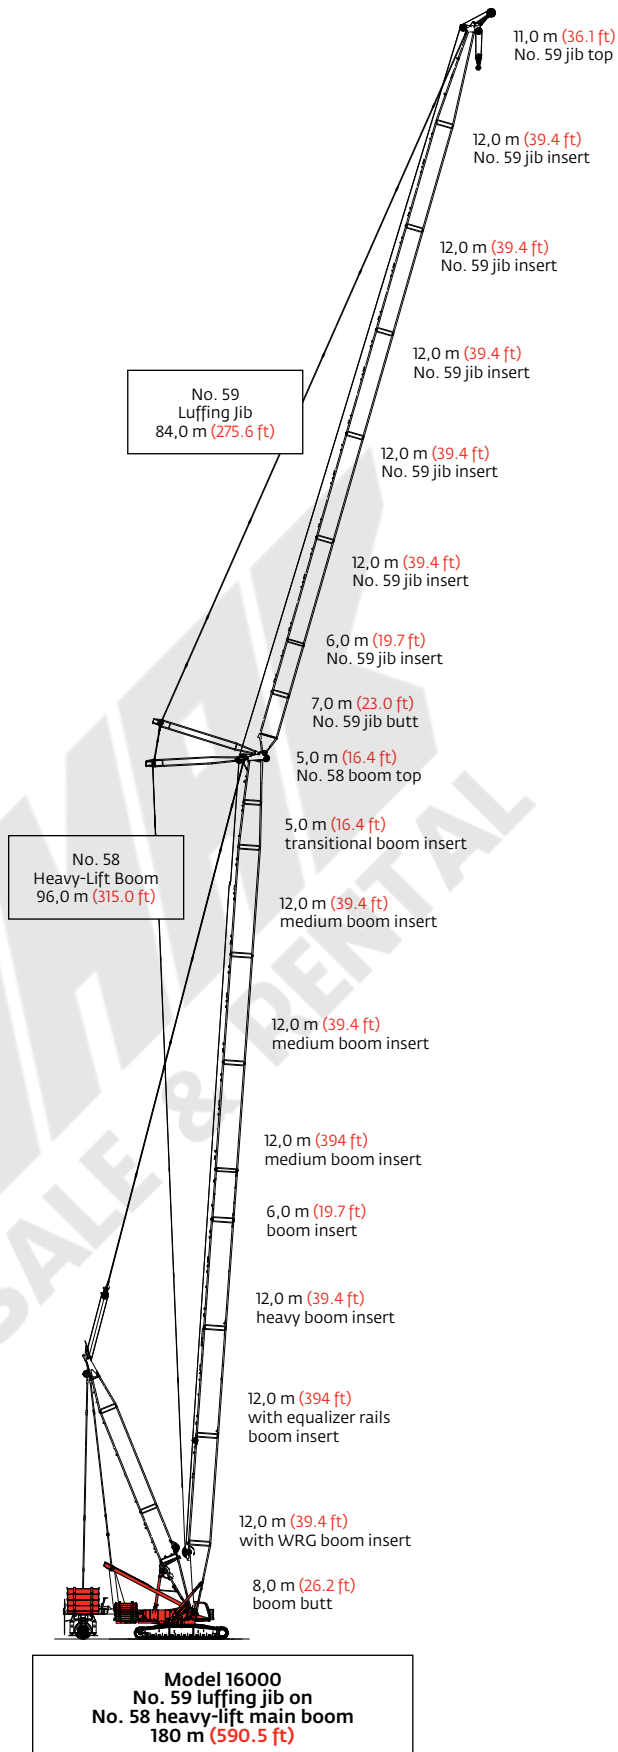 11,0 m (36.1 ft)
No. 59 jib top
12,0 m (39.4 ft)
No. 59 jib insert
12,0 m (39.4 ft)
No. 59 jib insert
12,0 m (39.4 ft)
No. 59 jib insert
No. 59
Luffing Jib
84,0 m (275.6 ft)
12,0 m (39.4 ft)
No. 59 jib insert
12,0 m (39.4 ft)
No. 59 jib insert
6,0 m (19.7 ft)
No. 59 jib insert
7,0 m (23.0 ft)
No. 59 jib butt
5,0 m (16.4 ft)
No. 58 boom top
5,0 m (16.4 ft)
transitional boom insert
No. 58
Heavy-Lift Boom
96,0 m (315.0 ft)
12,0 m (39.4 ft)
medium boom insert
12,0 m (39.4 ft)
medium boom insert
12,0 m (394 ft)
medium boom insert
6,0 m (19.7 ft)
boom insert
12,0 m (39.4 ft)
heavy boom insert
12,0 m (394 ft)
with equalizer rails
boom insert
12,0 m (39.4 ft)
with WRG boom insert
8,0 m (26.2 ft)
boom butt
Model 16000
No. 59 luffing jib on
No. 58 heavy-lift main boom
180 m (590.5 ft)
SALE & RENTAL